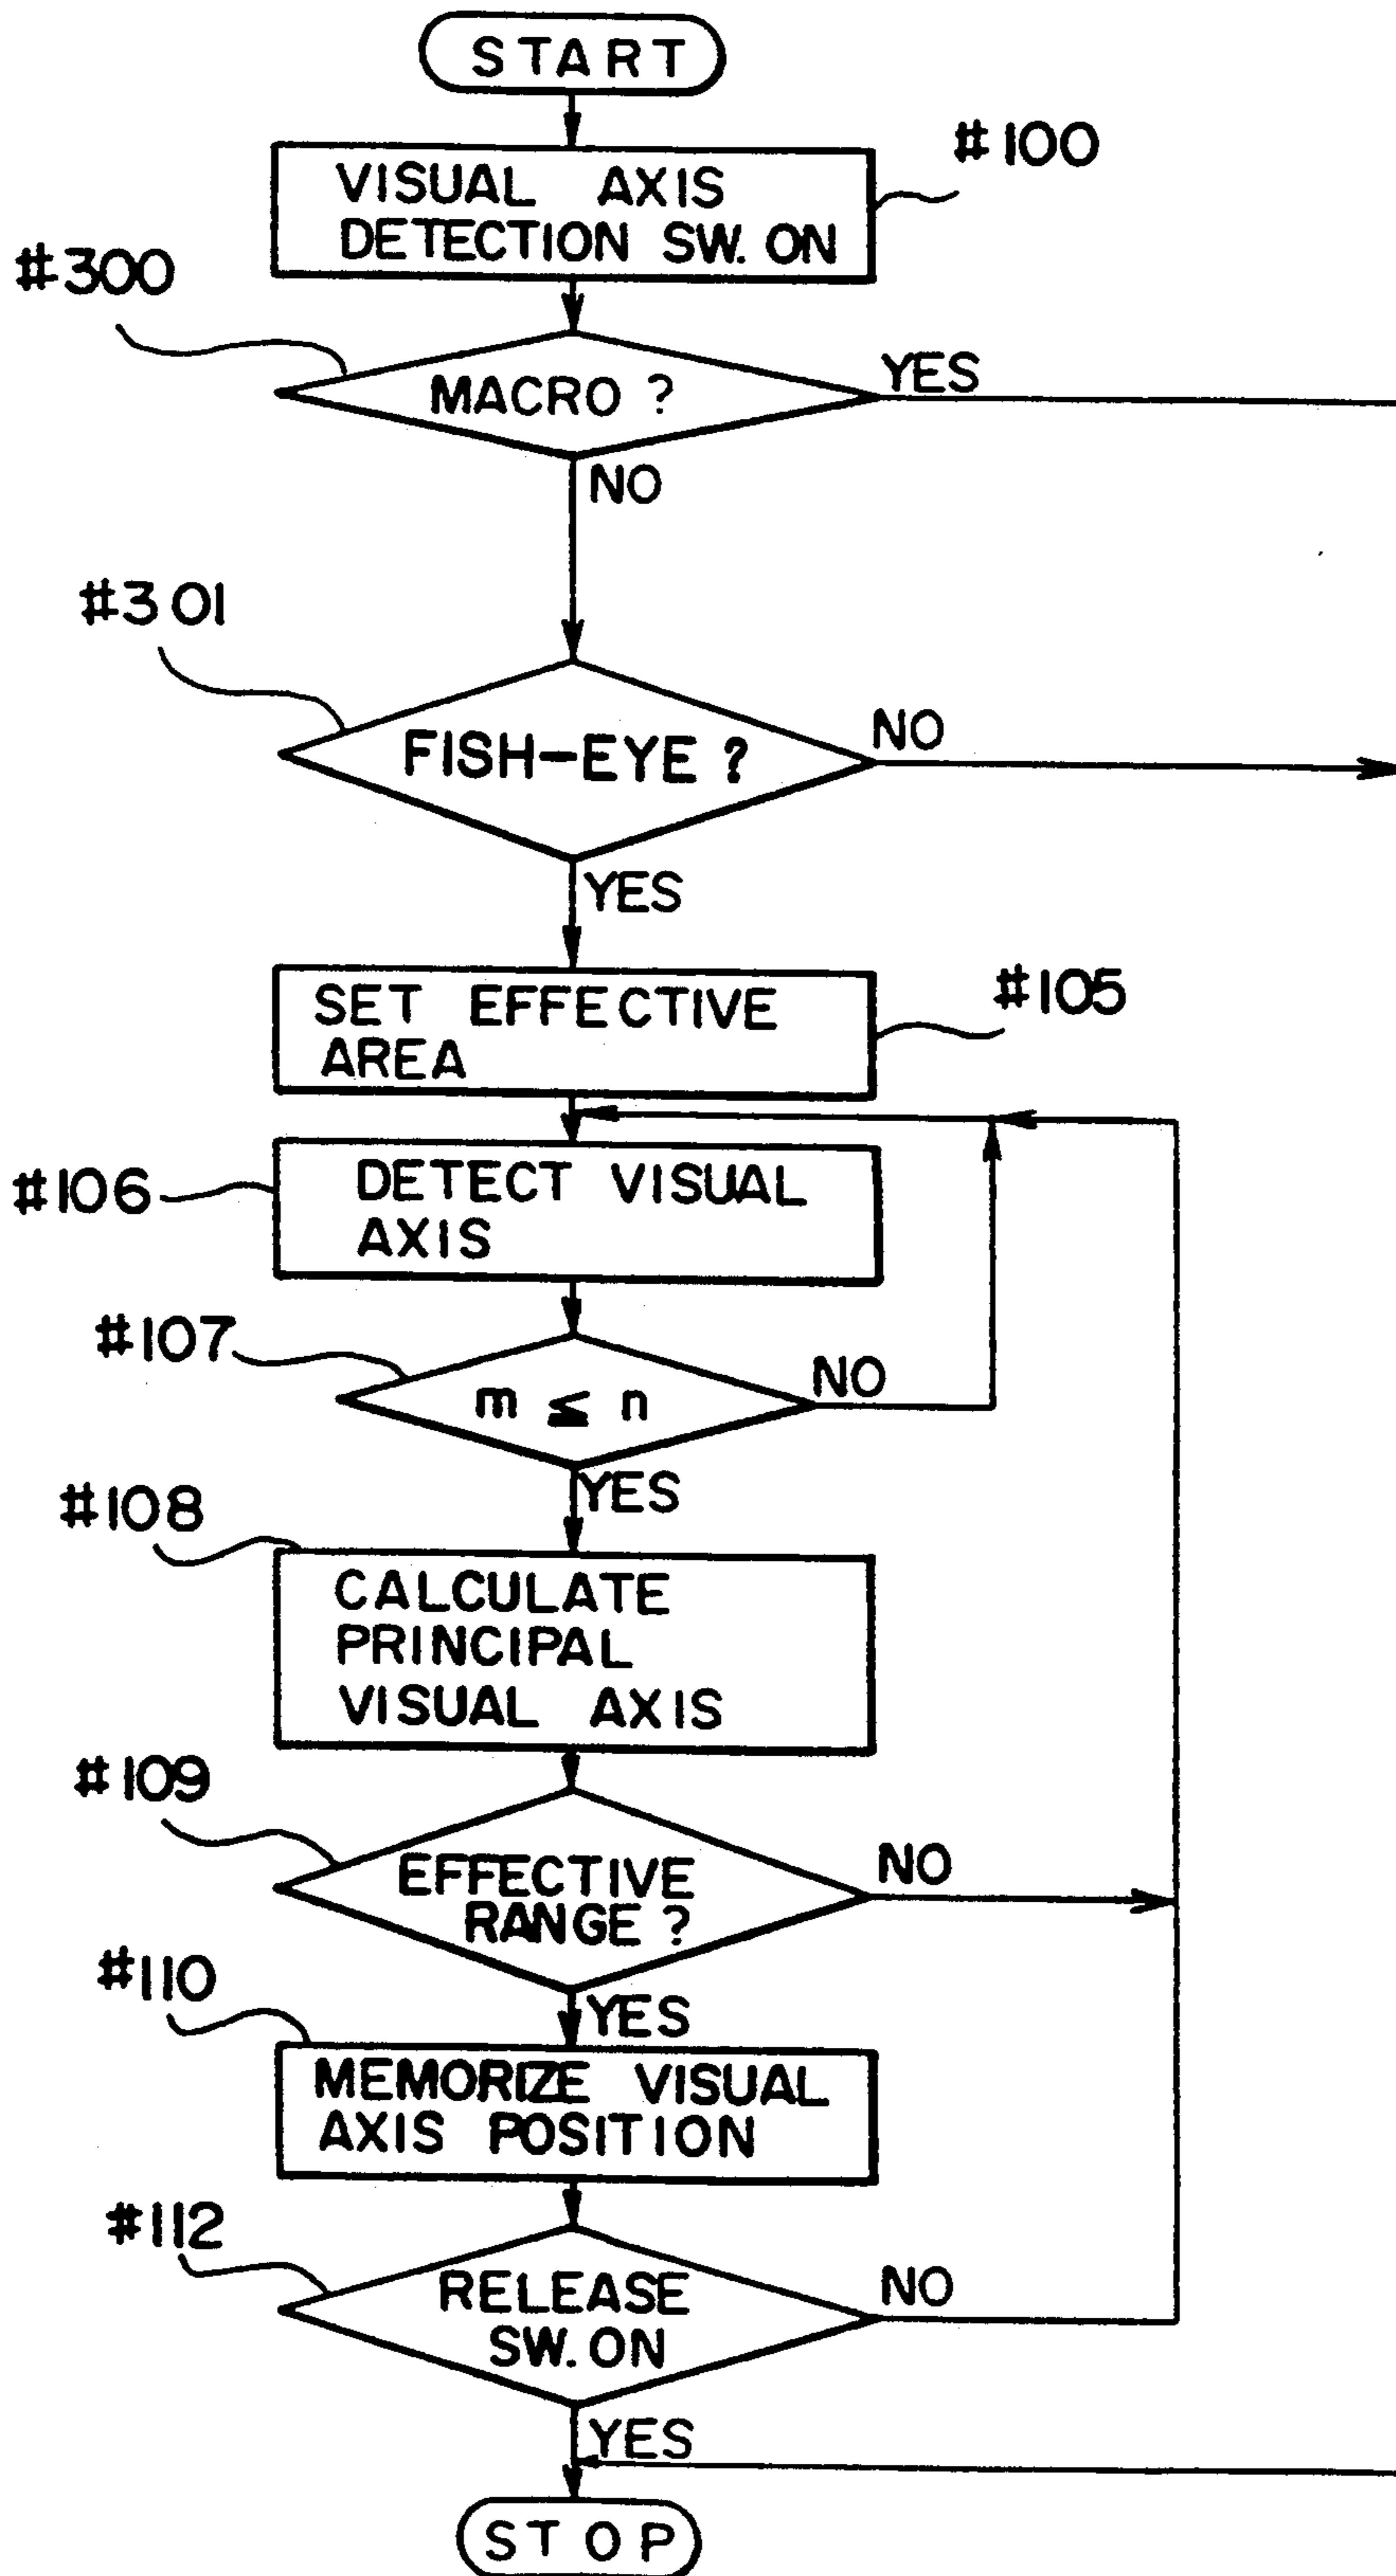 START
#100
VISUAL AXIS
DETECTION SW. ON
#300
MACRO ?
YES
NO
#301
FISH-EYE ?
NO
YES
#105
SET EFFECTIVE
AREA
#106
DETECT VISUAL
AXIS
#107
m ≦ n
NO
YES
#108
CALCULATE
PRINCIPAL
VISUAL AXIS
#109
EFFECTIVE
RANGE ?
NO
YES
#110
MEMORIZE VISUAL
AXIS POSITION
#112
RELEASE
SW. ON
NO
YES
STOP